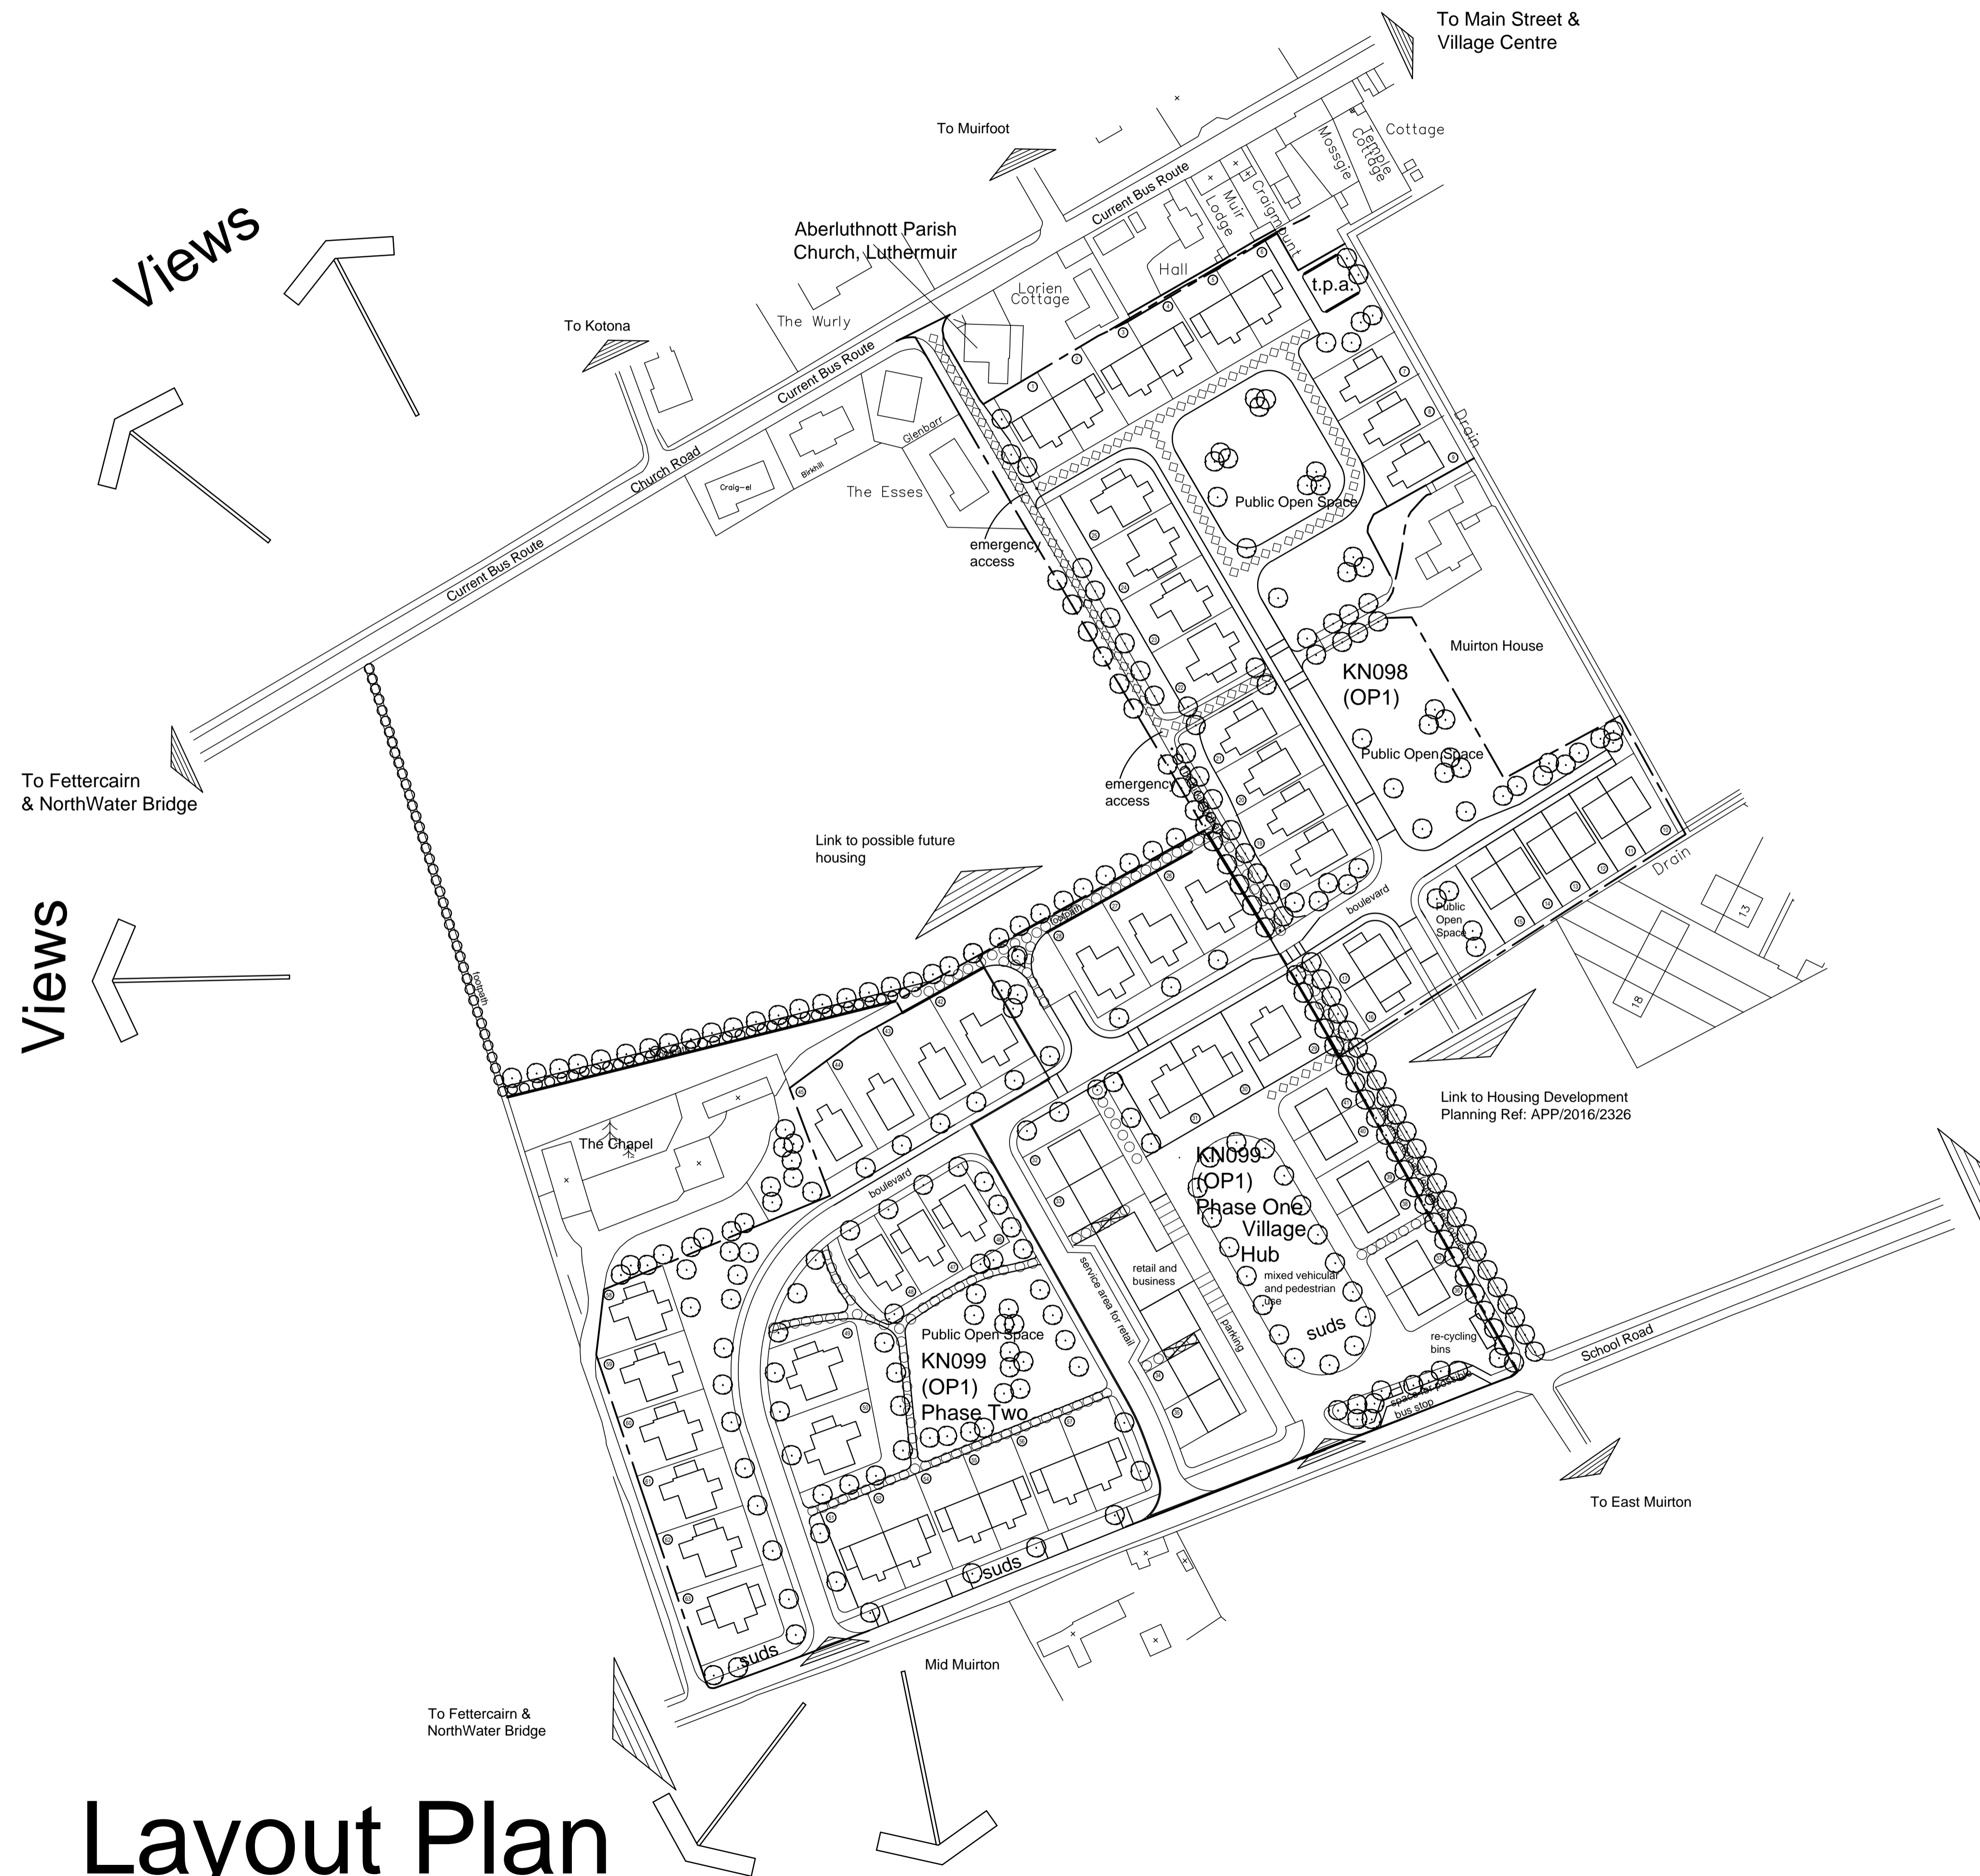 To Main Street &
Village Centre
To Muirfoot
Cottage
Temple
Cottage
Mossgie
Current Bus Route
Craigmount
Muir
Lodge
Views
Aberluthnott Parish
Church, Luthermuir
Hall
t.p.a.
Lorien
Cottage
The Wurly
To Kotona
Current Bus Route
Glenbarr
Birkhill
Church Road
Craig-el
The Esses
Drain
Public Open Space
emergency
access
Current Bus Route
Muirton House
KN098
(OP1)
Public Open Space
To Fettercairn
& NorthWater Bridge
emergency
access
Link to possible future
housing
Drain
boulevard
Public
Open
Space
footpath
13
18
Views
footpath
Link to Housing Development
Planning Ref: APP/2016/2326
The Chapel
KN099
(OP1)
Phase One
Village
Hub
boulevard
retail and
business
mixed vehicular
and pedestrian
use
service area for retail
parking
suds
re-cycling
bins
School Road
Public Open Space
KN099
(OP1)
Phase Two
space for possible
bus stop
To East Muirton
suds
suds
Mid Muirton
To Fettercairn &
NorthWater Bridge
Layout Plan